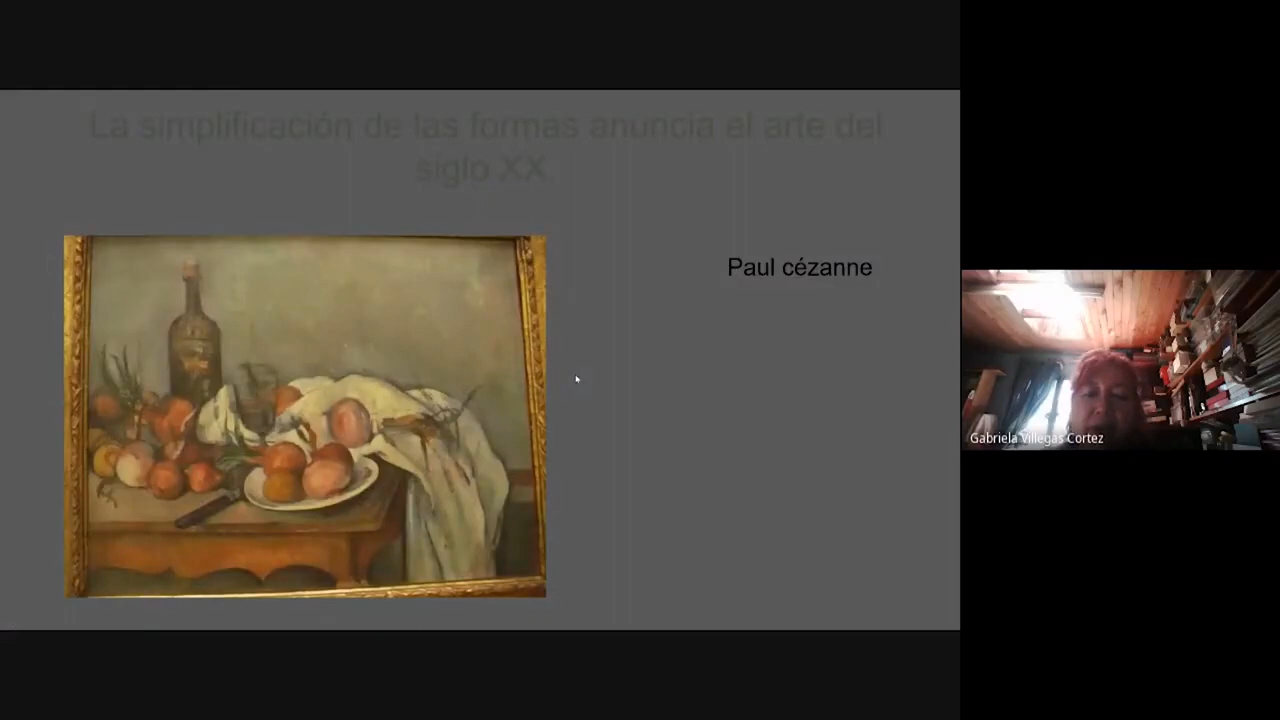 La simplificación de las formas anuncia el arte del
siglo XX.
Paul cézanne
Gabriela Villegas Cortez